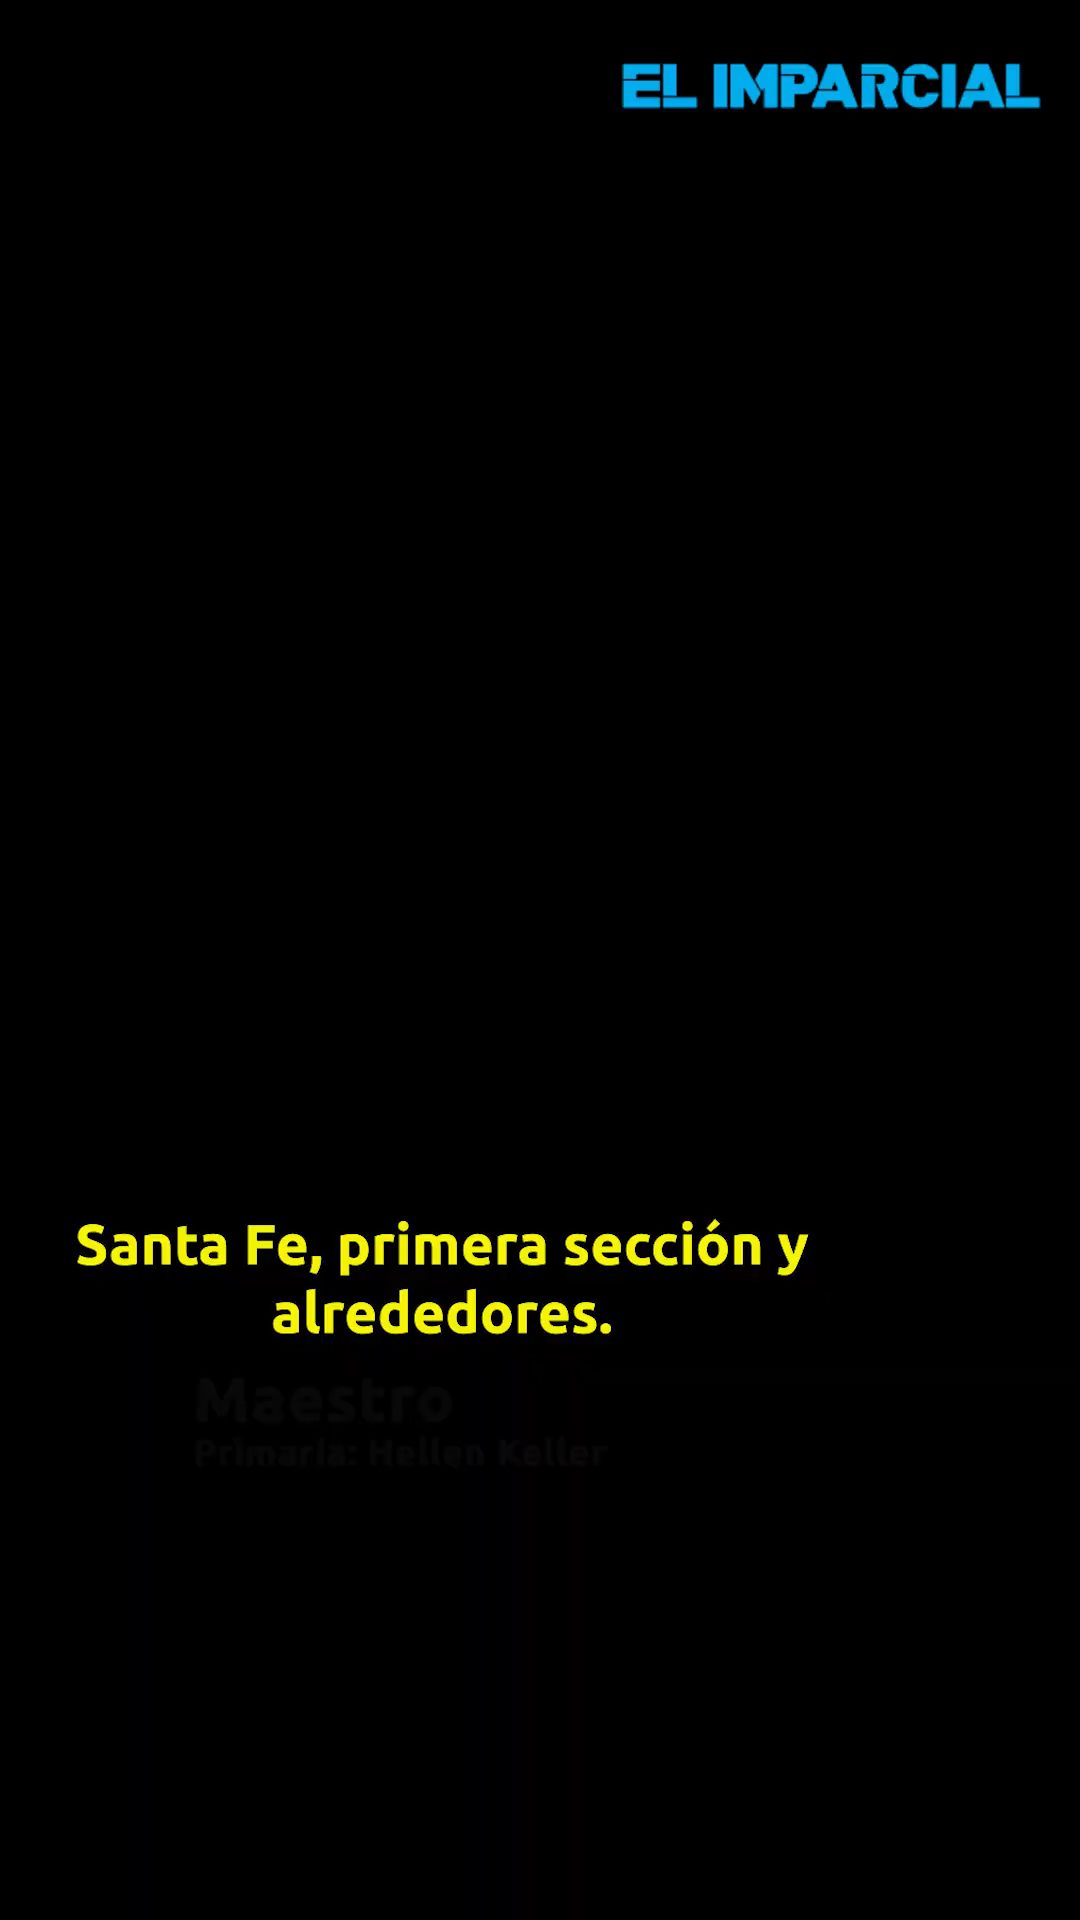 EL IMPARCIAL
Santa Fe, primera sección y
alrededores.
Maestro
Primaria: Hellen Keller